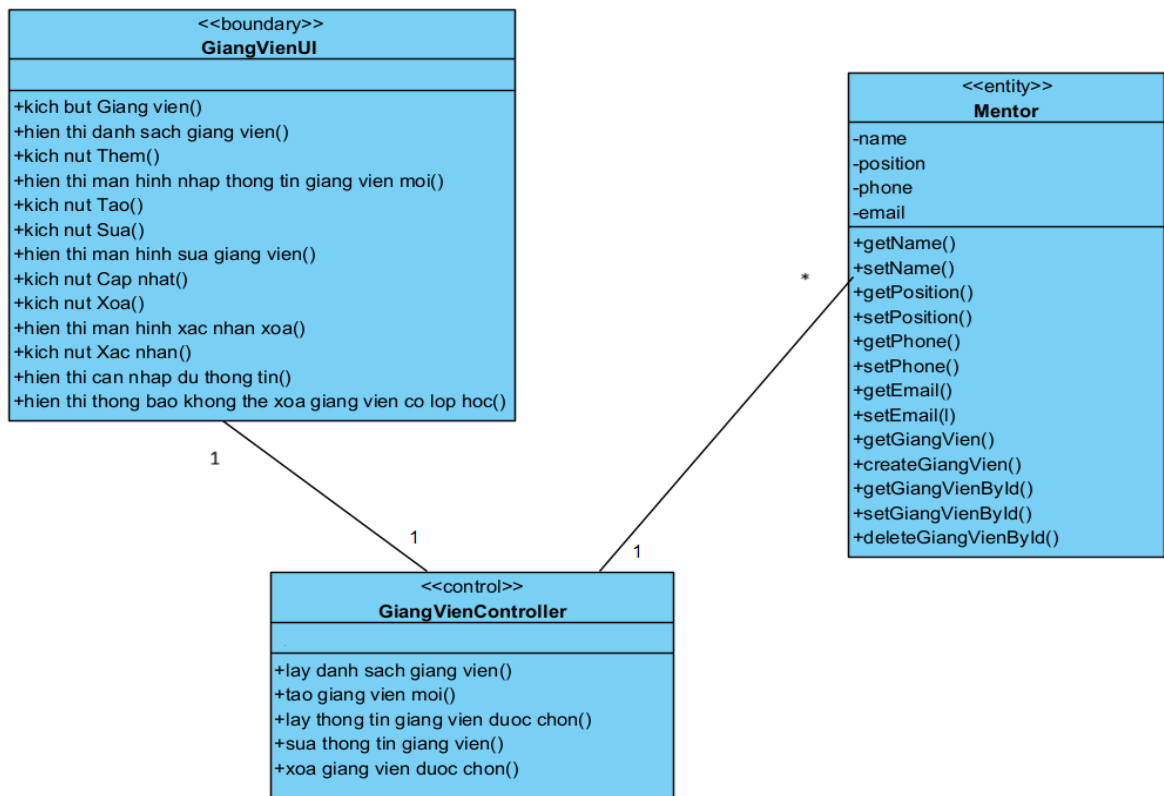 <<boundary>>
GiangVienUI
+kich but Giang vien()
+hien thi danh sach giang vien()
+kich nut Them()
+hien thi man hinh nhap thong tin giang vien moi()
+kich nut Tao()
+kich nut Sua()
+hien thi man hinh sua giang vien()
+kich nut Cap nhat()
+kich nut Xoa()
+hien thi man hinh xac nhan xoa()
+kich nut Xac nhan()
+hien thi can nhap du thong tin()
+hien thi thong bao khong the xoa giang vien co lop hoc()
<<entity>>
Mentor
-name
-position
-phone
-email
+getName()
+setName()
+getPosition()
+setPosition()
+getPhone()
+setPhone()
+getEmail()
+setEmail(l)
+getGiangVien()
+createGiangVien()
+getGiangVienById()
+setGiangVienById()
+deleteGiangVienById()
*
1
1
1
<<control>>
GiangVienController
+lay danh sach giang vien()
+tao giang vien moi()
+lay thong tin giang vien duoc chon()
+sua thong tin giang vien()
+xoa giang vien duoc chon()